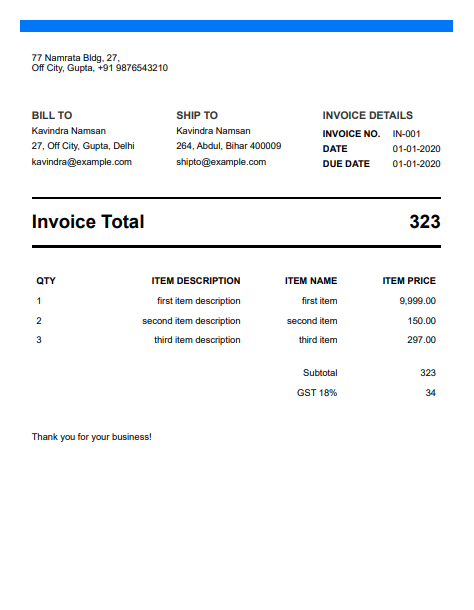 77 Namrata Bldg, 27,
Off City, Gupta, +91 9876543210
BILL TO
Kavindra Namsan
27, Off City, Gupta, Delhi
kavindra@example.com
SHIP TO
Kavindra Namsan
264, Abdul, Bihar 400009
shipto@example.com
INVOICE DETAILS
INVOICE NO. IN-001
DATE 01-01-2020
DUE DATE 01-01-2020
Invoice Total 323
QTY ITEM DESCRIPTION ITEM NAME ITEM PRICE
1 first item description first item 9,999.00
2 second item description second item 150.00
3 third item description third item 297.00
Subtotal 323
GST 18% 34
Thank you for your business!